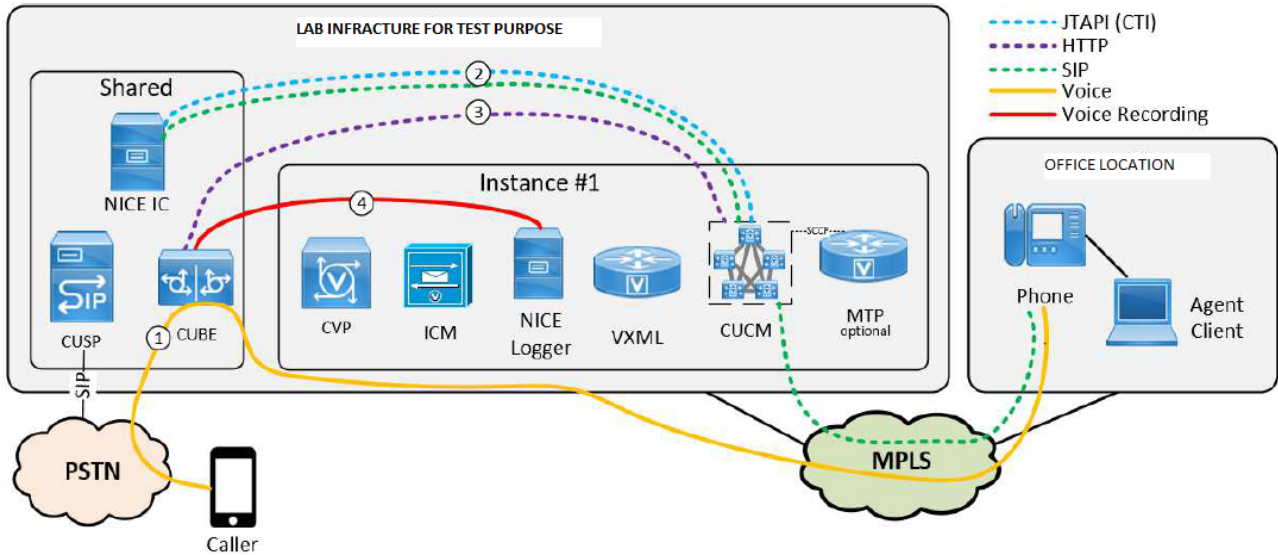 LAB INFRACTURE FOR TEST PURPOSE
JTAPI (CTI)
HTTP
SIP
Voice
Voice Recording
Shared
2
3
NICE IC
Instance #1
OFFICE LOCATION
4
SIP
CUSP
1
CUBE
V
CVP
V
ICM
NICE
Logger
V
VXML
CUCM
SCCP
V
MTP
optional
Phone
Agent
Client
SIP
PSTN
MPLS
Caller